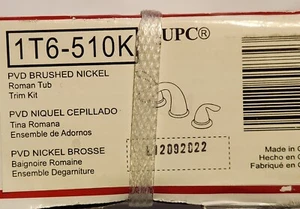 1T6-510K
UPC®
PVD BRUSHED NICKEL
Roman Tub
Trim Kit
PVD NIQUEL CEPILLADO
Tina Romana
Ensemble de Adornos
PVD NICKEL BROSSE
Baignoire Romaine
Ensemble Degarniture
12092022
Made in
Hecho en
Fabriqué en